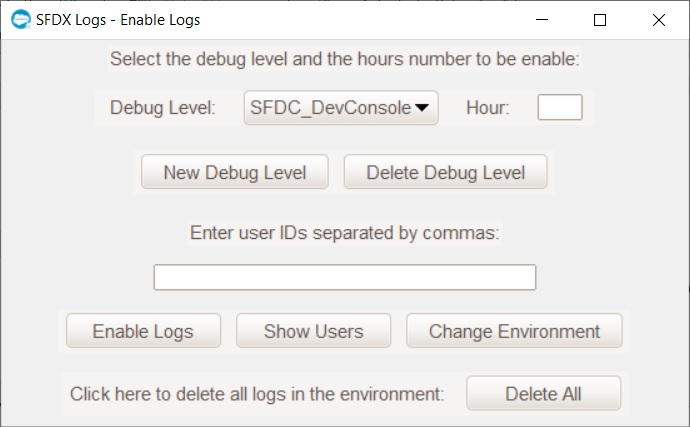 SFDX Logs - Enable Logs
Select the debug level and the hours number to be enable:
Debug Level: SFDC_DevConsole Hour:
New Debug Level Delete Debug Level
Enter user IDs separated by commas:
Enable Logs Show Users Change Environment
Click here to delete all logs in the environment: Delete All